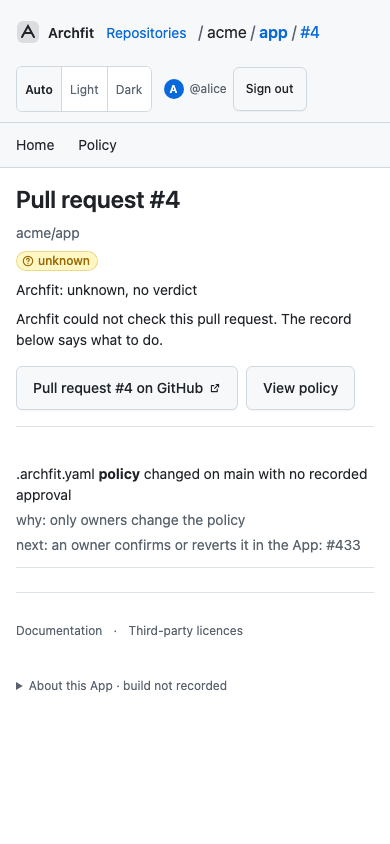 Archfit Repositories / acme / app / #4
Auto Light Dark A @alice Sign out
Home Policy
Pull request #4
acme/app
unknown
Archfit: unknown, no verdict
Archfit could not check this pull request. The record
below says what to do.
Pull request #4 on GitHub View policy
.archfit.yaml policy changed on main with no recorded
approval
why: only owners change the policy
next: an owner confirms or reverts it in the App: #433
Documentation · Third-party licences
About this App · build not recorded